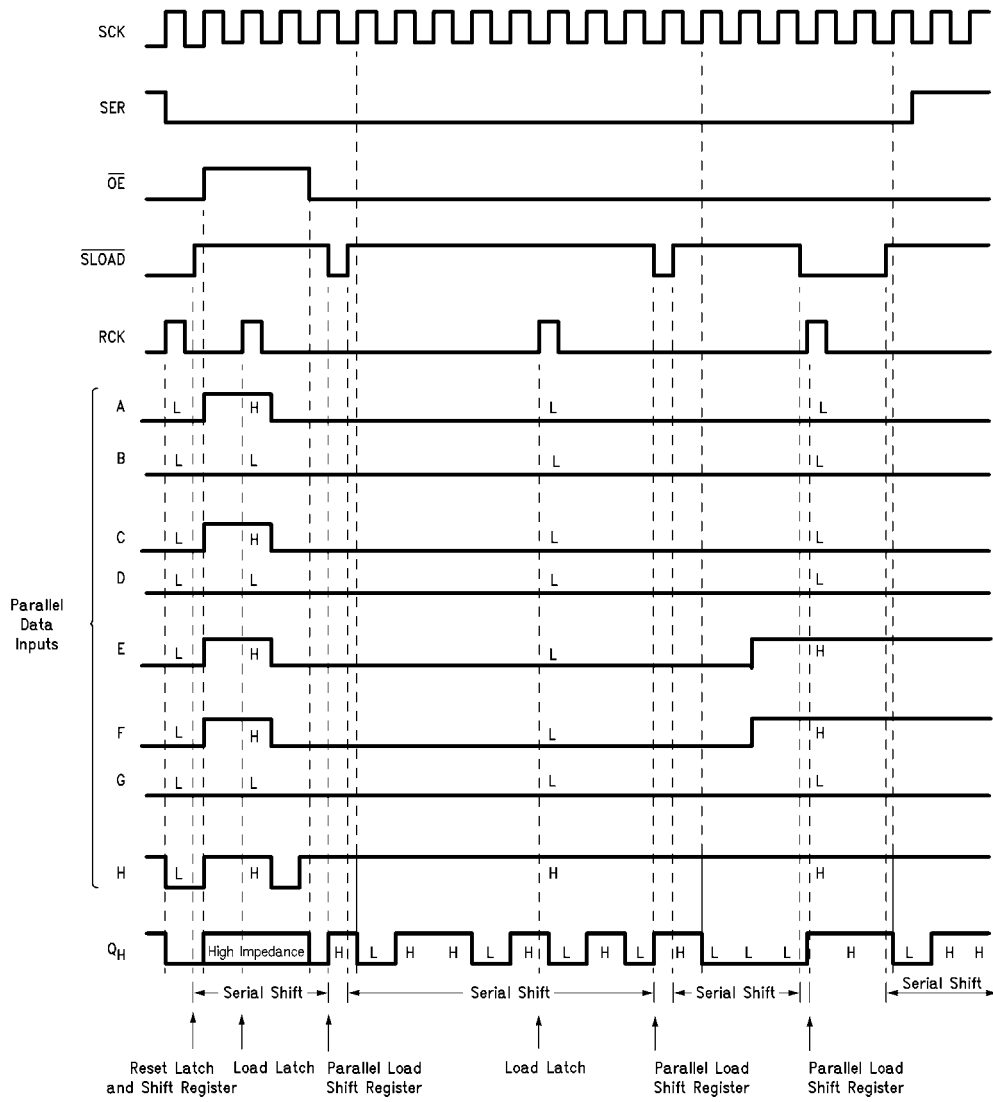 SCK
SER
OE
SLOAD
RCK
A L H L L
B L L L L
C L H L L
D L L L L
Parallel
Data
Inputs
E L H L H
F L H L H
G L L L L
H L H H H
QH High Impedance H L H H L H L H L H L L L H L H H
Serial Shift Serial Shift Serial Shift Serial Shift
Reset Latch
and Shift Register
Load Latch
Parallel Load
Shift Register
Load Latch
Parallel Load
Shift Register
Parallel Load
Shift Register